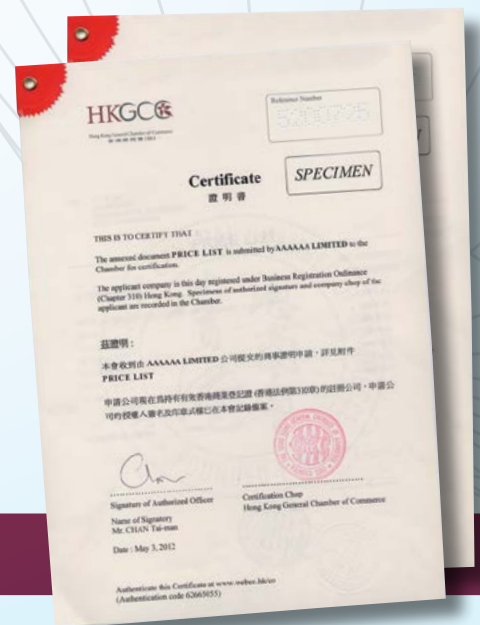 HKGCC
Hong Kong General Chamber of Commerce
香港總商會1861
Reference Number
Certificate
證明書
SPECIMEN
THIS IS TO CERTIFY THAT
The annexed document PRICE LIST is submitted by AAAAAA LIMITED to the
Chamber for certification.
The applicant company is this day registered under Business Registration Ordinance
(Chapter 310) Hong Kong. Specimens of authorized signature and company chop of the
applicant are recorded in the Chamber.
茲證明：
本會收到由 AAAAAA LIMITED 公司提交的商事證明申請，詳見附件
PRICE LIST
申請公司現在為持有有效香港商業登記證 (香港法例第310章) 的註冊公司，申請公
司的授權人簽名及印章式樣已在本會記錄備案。
Signature of Authorized Officer
Certification Chop
Hong Kong General Chamber of Commerce
Name of Signatory
Mr. CHAN Tai-man
Date : May 3, 2012
Authenticate this Certificate at www.webco.hk/co
(Authentication code 62665055)